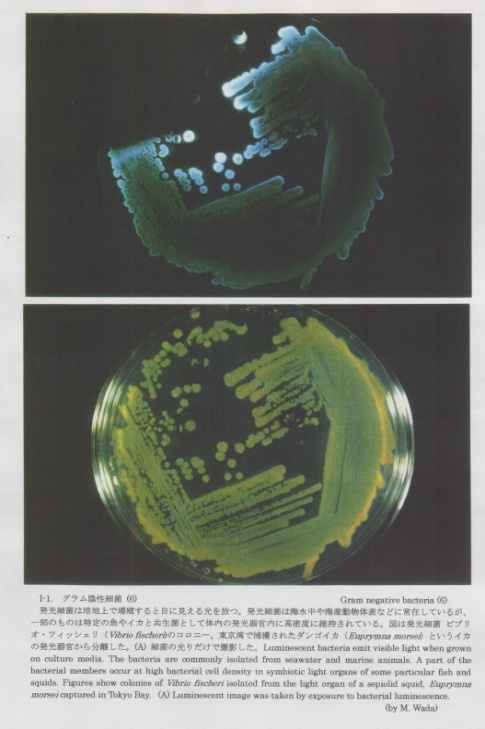 I-1. グラム陰性細菌 (6) Gram negative bacteria (6)
発光細菌は培地上で増殖すると目に見える光を放つ。発光細菌は海水中や海産動物体表などに常在しているが、
一部のものは特定の魚やイカと共生菌として体内の発光器官内に高密度に維持されている。図は発光細菌 ビブリ
オ・フィッシェリ (Vibrio fischeri)のコロニー。東京湾で捕獲されたダンゴイカ (Euprymna morsei) というイカ
の発光器官から分離した。(A) 細菌の光りだけで撮影した。Luminescent bacteria emit visible light when grown
on culture media. The bacteria are commonly isolated from seawater and marine animals. A part of the
bacterial members occur at high bacterial cell density in symbiotic light organs of some particular fish and
squids. Figures show colonies of Vibrio fischeri isolated from the light organ of a sepiolid squid, Euprymna
morsei captured in Tokyo Bay. (A) Luminescent image was taken by exposure to bacterial luminescence.
(by M. Wada)